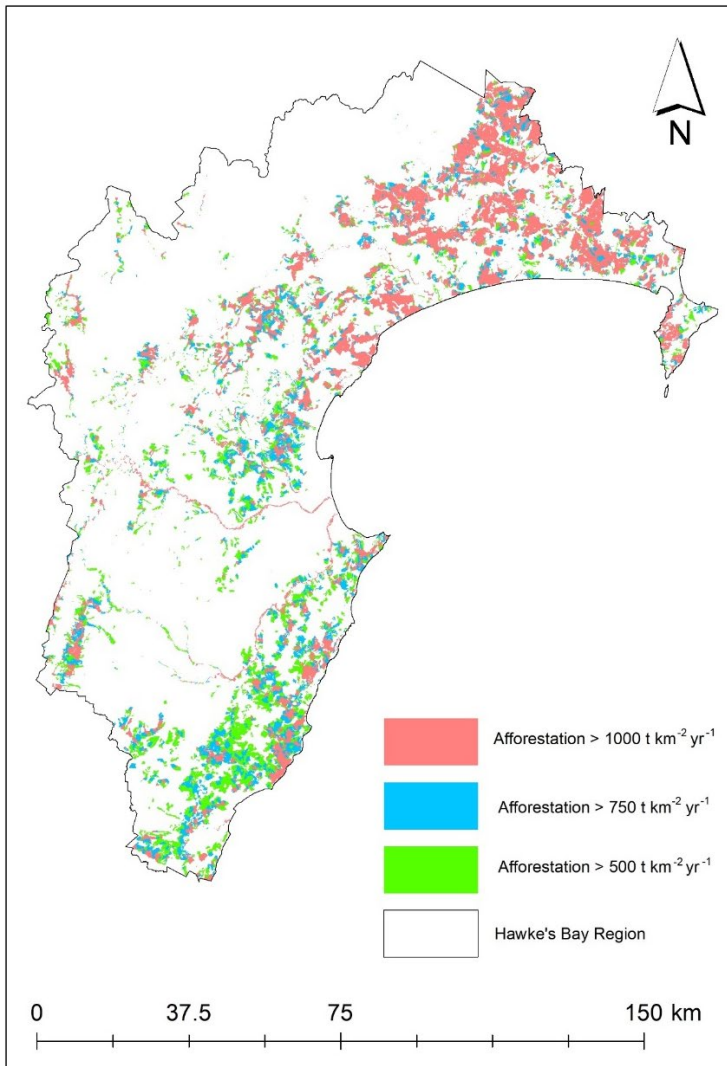 N
Afforestation > 1000 t km⁻² yr⁻¹
Afforestation > 750 t km⁻² yr⁻¹
Afforestation > 500 t km⁻² yr⁻¹
Hawke's Bay Region
0 37.5 75 150 km